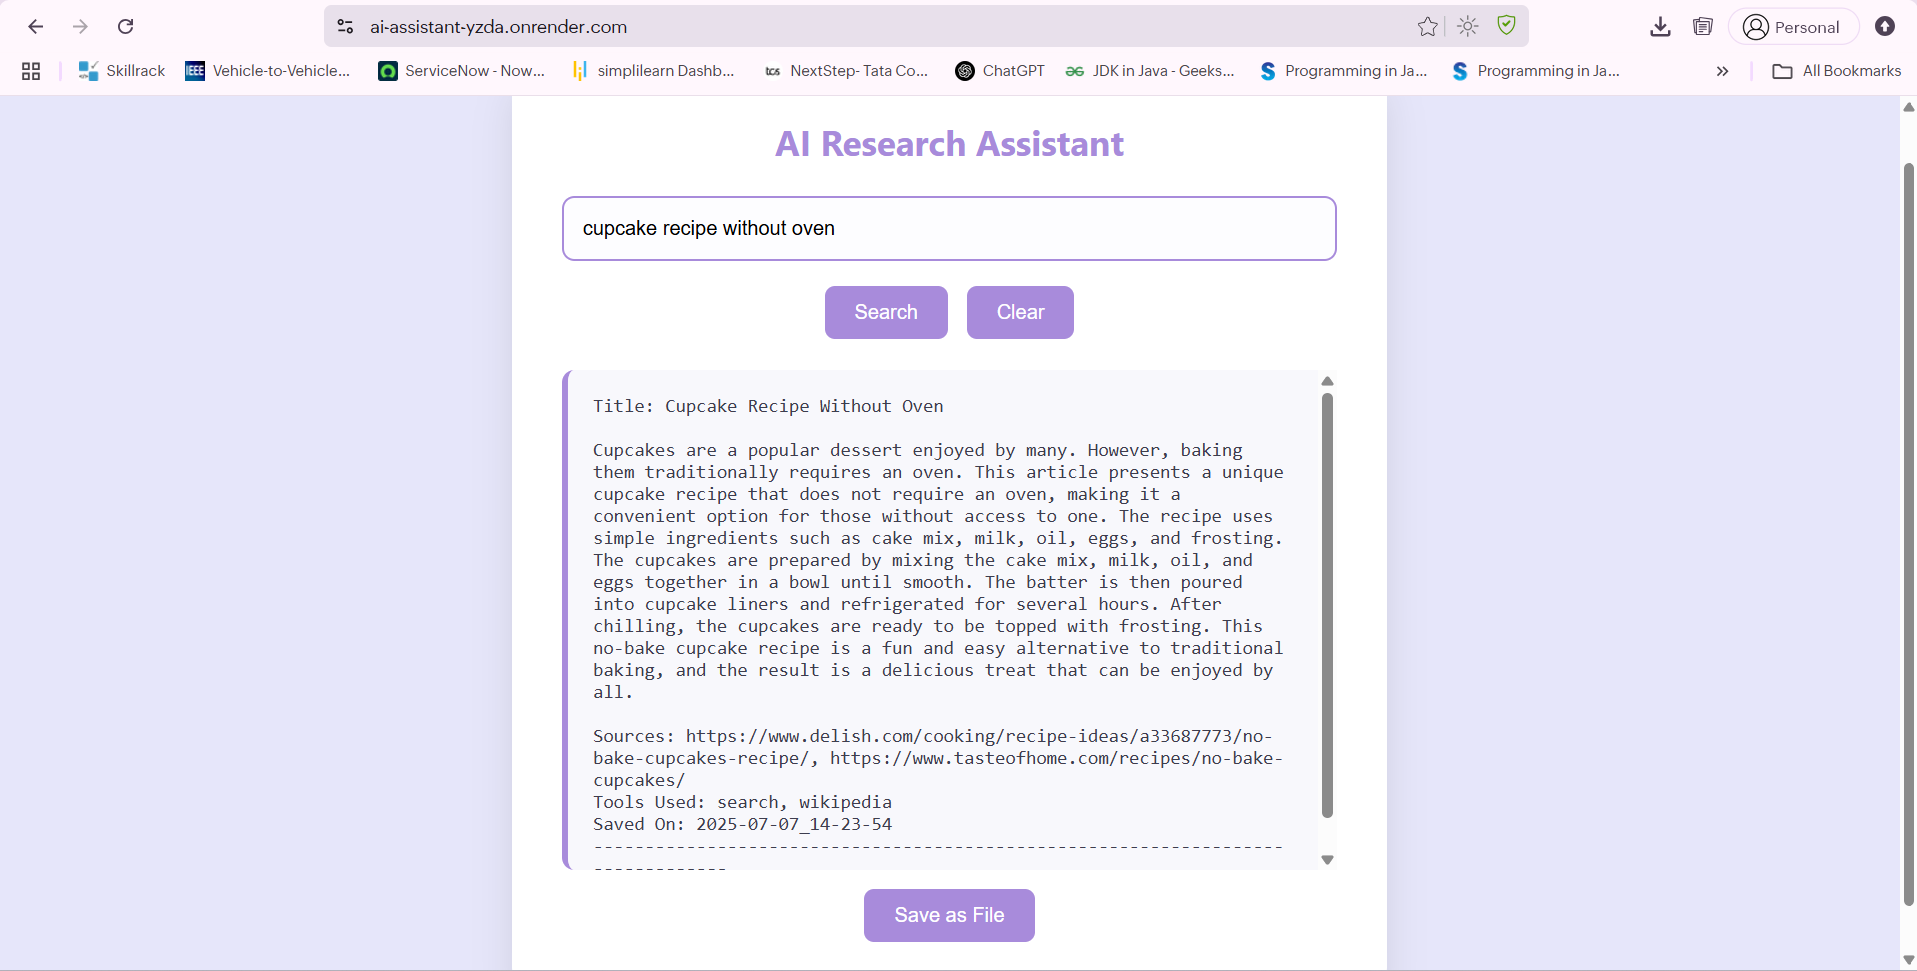 ai-assistant-yzda.onrender.com
Personal
Skillrack
IEEE Vehicle-to-Vehicle...
ServiceNow - Now...
simplilearn Dashb...
tcs NextStep- Tata Co...
ChatGPT
JDK in Java - Geeks...
Programming in Ja...
Programming in Ja...
All Bookmarks
AI Research Assistant
cupcake recipe without oven
Search Clear
Title: Cupcake Recipe Without Oven
Cupcakes are a popular dessert enjoyed by many. However, baking
them traditionally requires an oven. This article presents a unique
cupcake recipe that does not require an oven, making it a
convenient option for those without access to one. The recipe uses
simple ingredients such as cake mix, milk, oil, eggs, and frosting.
The cupcakes are prepared by mixing the cake mix, milk, oil, and
eggs together in a bowl until smooth. The batter is then poured
into cupcake liners and refrigerated for several hours. After
chilling, the cupcakes are ready to be topped with frosting. This
no-bake cupcake recipe is a fun and easy alternative to traditional
baking, and the result is a delicious treat that can be enjoyed by
all.
Sources: https://www.delish.com/cooking/recipe-ideas/a33687773/no-
bake-cupcakes-recipe/, https://www.tasteofhome.com/recipes/no-bake-
cupcakes/
Tools Used: search, wikipedia
Saved On: 2025-07-07_14-23-54
-------------------------------------------------------------------
-------------
Save as File